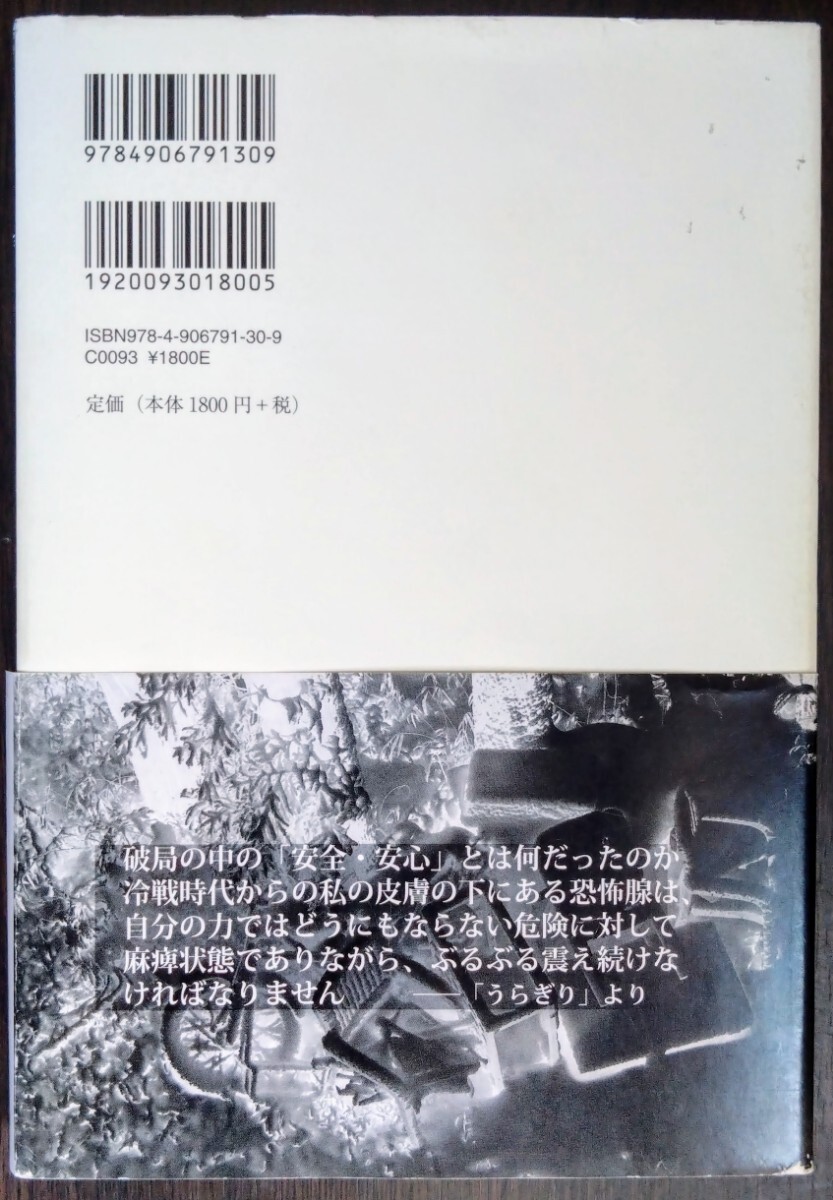 9784906791309
1920093018005
ISBN978-4-906791-30-9
C0093 ¥1800E
定価（本体1800円+税）
破局の中の「安全・安心」とは何だったのか
冷戦時代からの私の皮膚の下にある恐怖腺は、
自分の力ではどうにもならない危険に対して
麻痺状態でありながら、ぶるぶる震え続けな
ければなりません　――「うらぎり」より